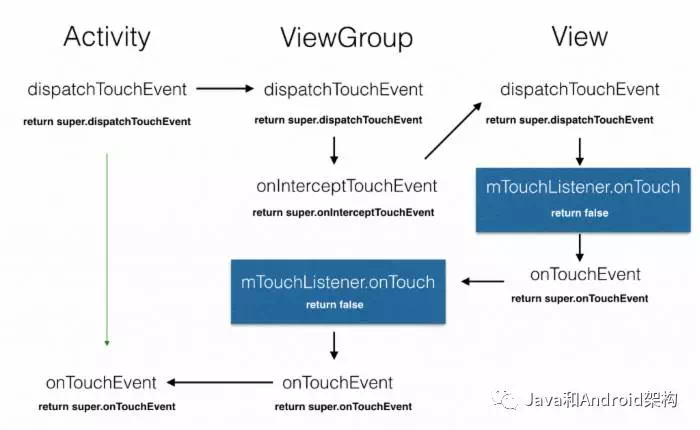 Activity
ViewGroup
View
dispatchTouchEvent
dispatchTouchEvent
dispatchTouchEvent
return super.dispatchTouchEvent
return super.dispatchTouchEvent
return super.dispatchTouchEvent
onInterceptTouchEvent
return super.onInterceptTouchEvent
mTouchListener.onTouch
return false
mTouchListener.onTouch
return false
onTouchEvent
return super.onTouchEvent
onTouchEvent
onTouchEvent
return super.onTouchEvent
return super.onTouchEvent
Java和Android架构